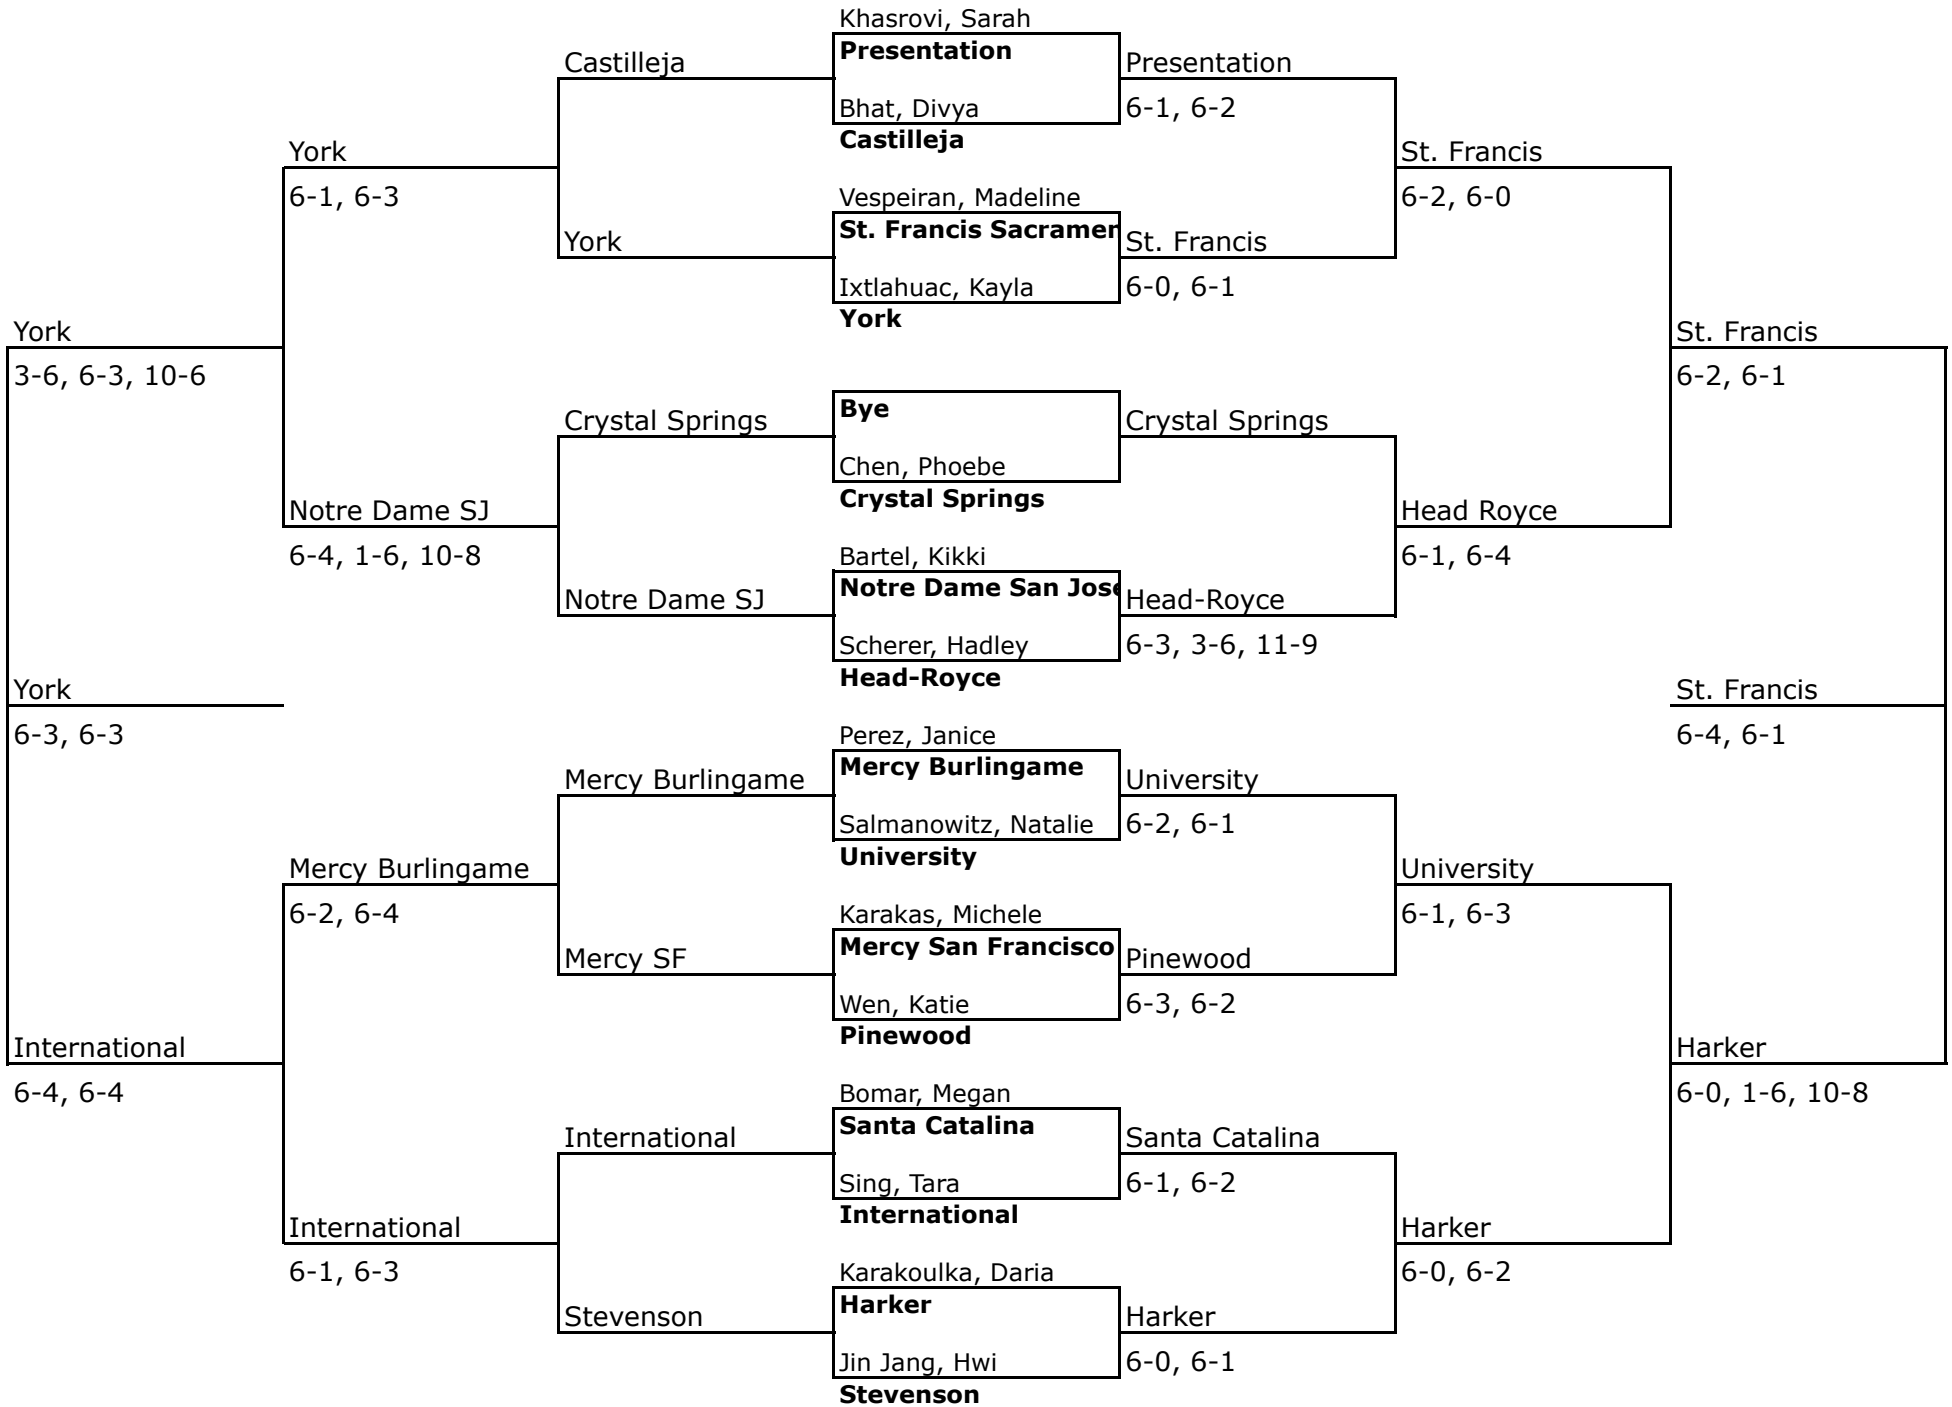 Khasrovi, Sarah
Presentation
Castilleja
Presentation
Bhat, Divya
6-1, 6-2
Castilleja
York
St. Francis
6-1, 6-3
Vespeiran, Madeline
6-2, 6-0
St. Francis Sacramen
York
St. Francis
Ixtlahuac, Kayla
6-0, 6-1
York
York
St. Francis
3-6, 6-3, 10-6
6-2, 6-1
Bye
Crystal Springs
Crystal Springs
Chen, Phoebe
Crystal Springs
Notre Dame SJ
Head Royce
6-4, 1-6, 10-8
Bartel, Kikki
6-1, 6-4
Notre Dame San Jose
Notre Dame SJ
Head-Royce
Scherer, Hadley
6-3, 3-6, 11-9
Head-Royce
York
St. Francis
6-3, 6-3
Perez, Janice
6-4, 6-1
Mercy Burlingame
Mercy Burlingame
University
Salmanowitz, Natalie
6-2, 6-1
University
Mercy Burlingame
University
6-2, 6-4
Karakas, Michele
6-1, 6-3
Mercy San Francisco
Mercy SF
Pinewood
Wen, Katie
6-3, 6-2
Pinewood
International
Harker
6-4, 6-4
Bomar, Megan
6-0, 1-6, 10-8
Santa Catalina
International
Santa Catalina
Sing, Tara
6-1, 6-2
International
International
Harker
6-1, 6-3
Karakoulka, Daria
6-0, 6-2
Harker
Stevenson
Harker
Jin Jang, Hwi
6-0, 6-1
Stevenson